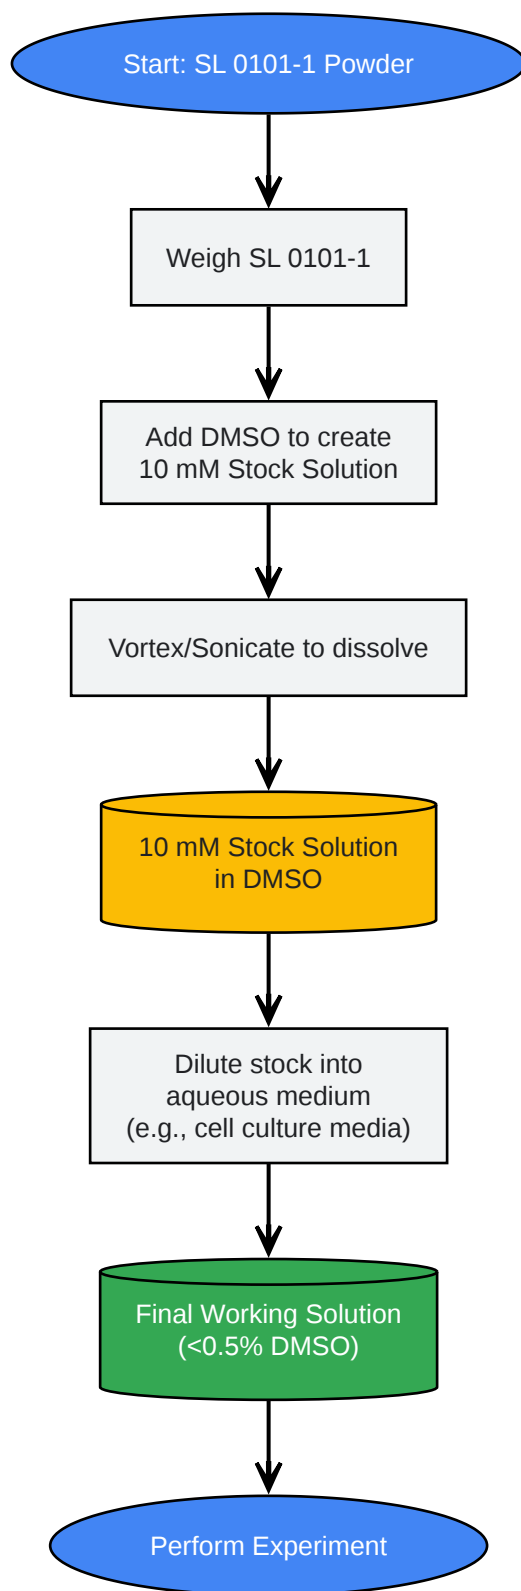 Start: SL 0101-1 Powder
Weigh SL 0101-1
Add DMSO to create
10 mM Stock Solution
Vortex/Sonicate to dissolve
10 mM Stock Solution
in DMSO
Dilute stock into
aqueous medium
(e.g., cell culture media)
Final Working Solution
(<0.5% DMSO)
Perform Experiment